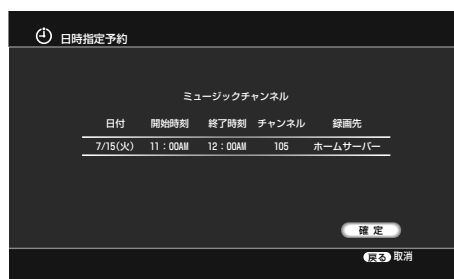 日時指定予約
ミュージックチャンネル
日付 開始時刻 終了時刻 チャンネル 録画先
7/15(火) 11：00AM 12：00AM 105 ホームサーバー
確定
戻る 取消